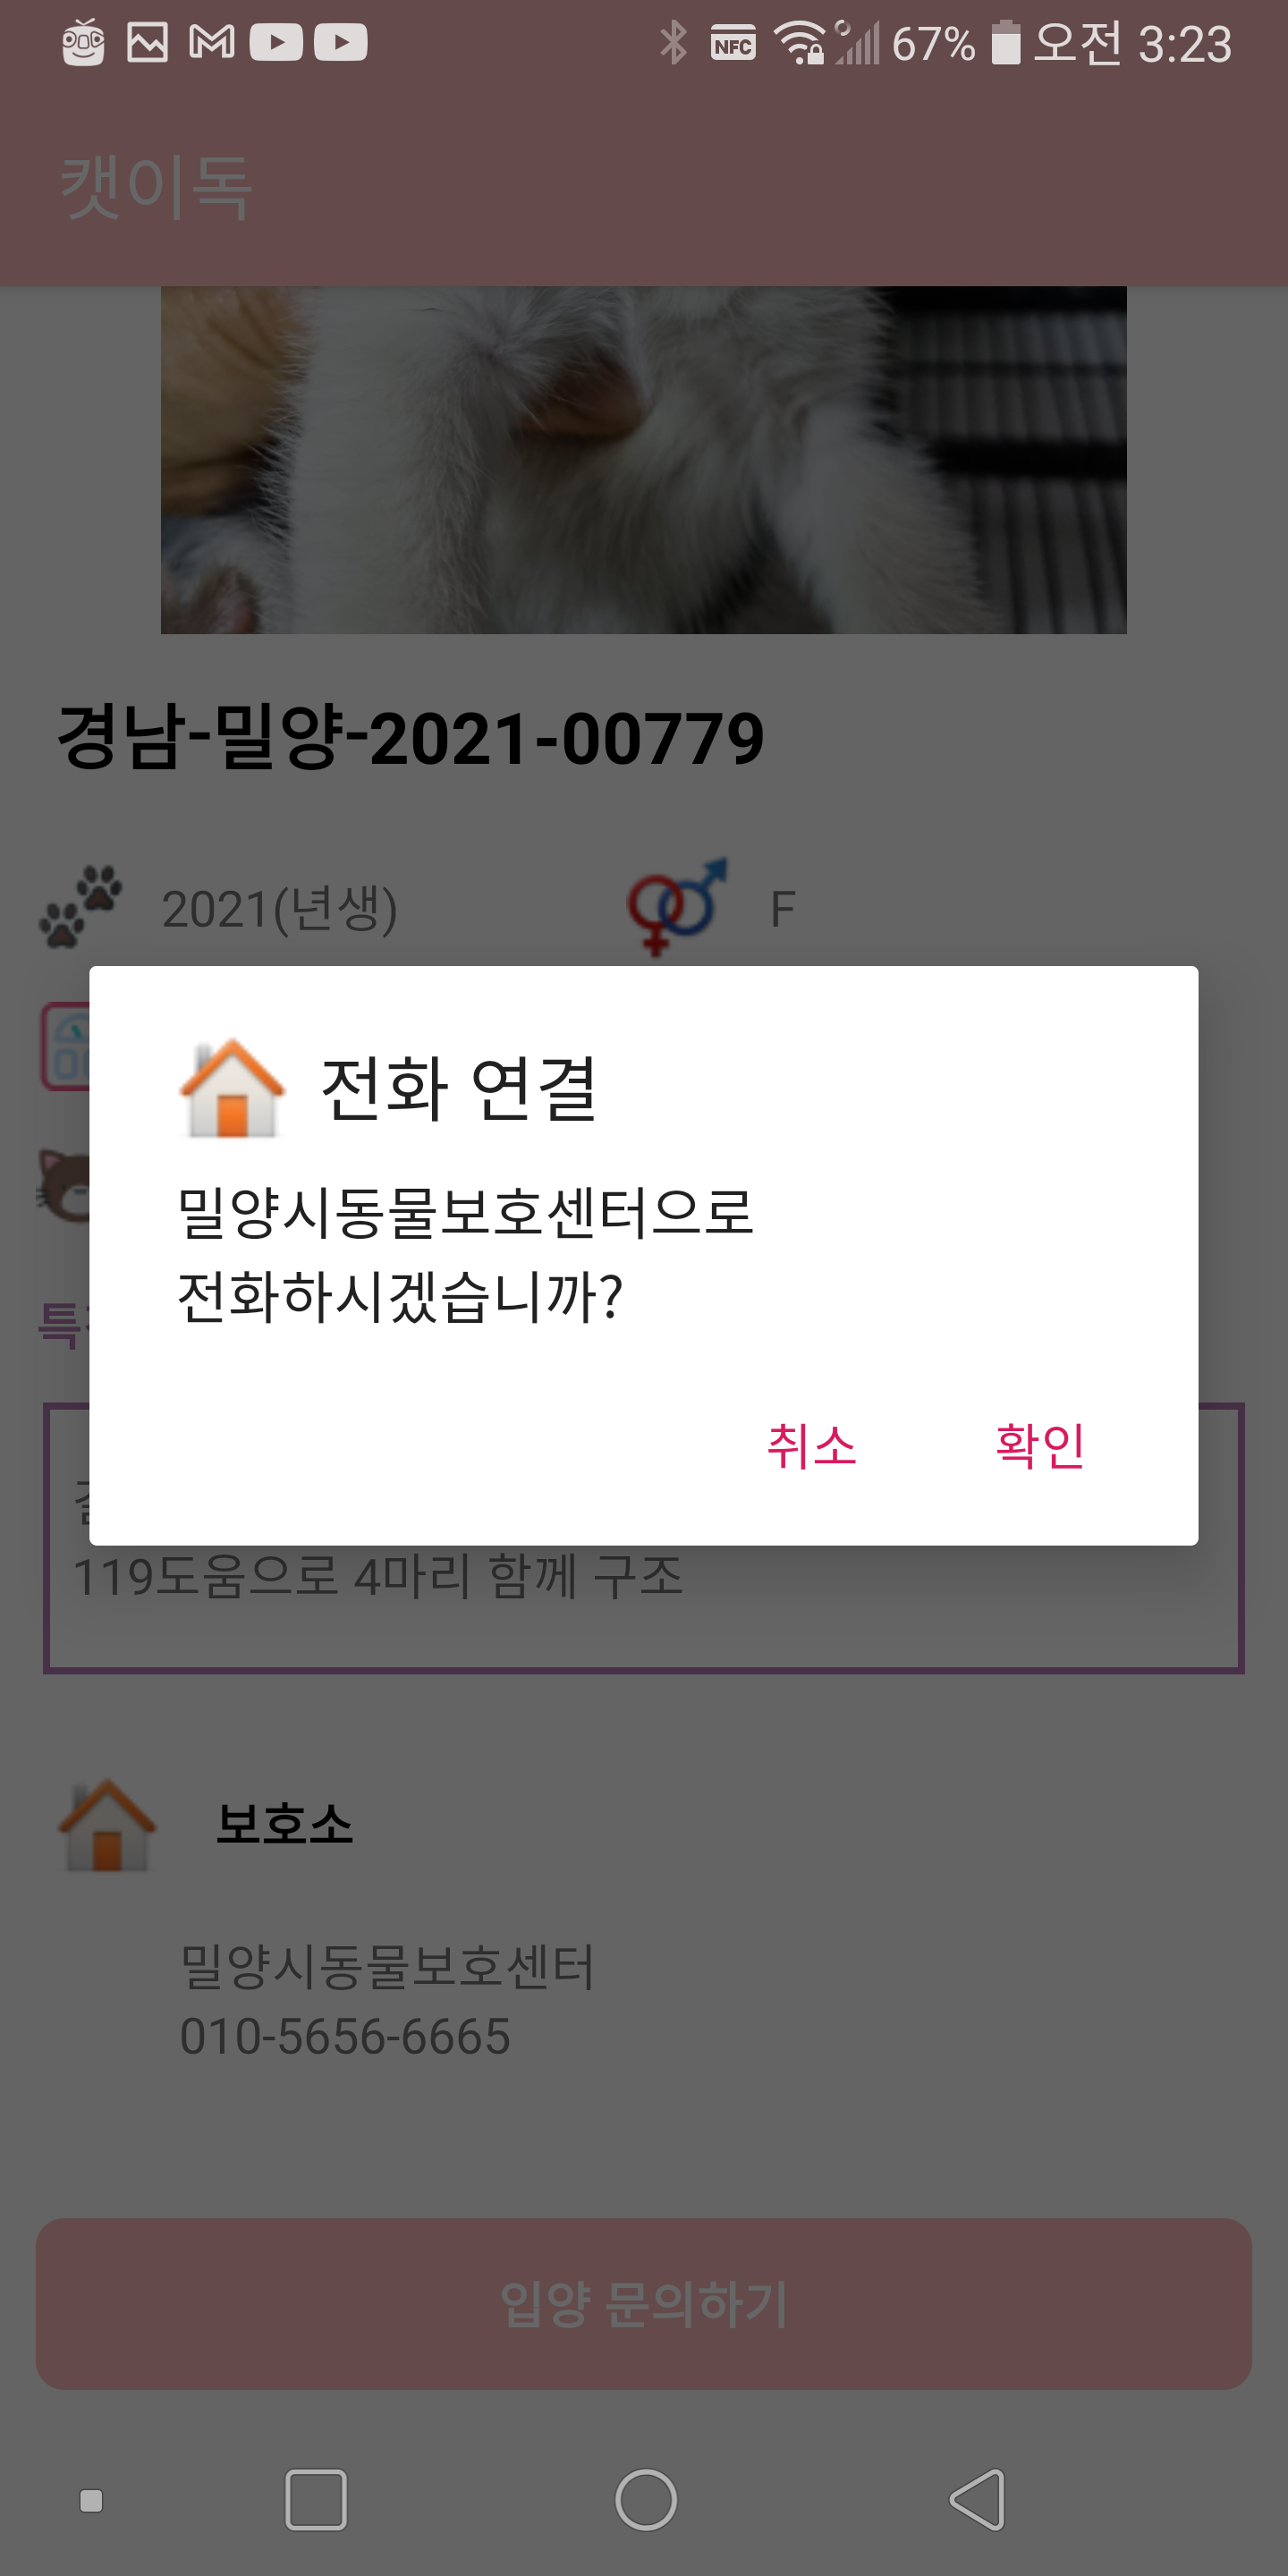 NFC 67% 오전 3:23
캣이독
경남-밀양-2021-00779
2021(년생) F
전화 연결
밀양시동물보호센터으로
전화하시겠습니까?
취소 확인
119도움으로 4마리 함께 구조
보호소
밀양시동물보호센터
010-5656-6665
입양 문의하기